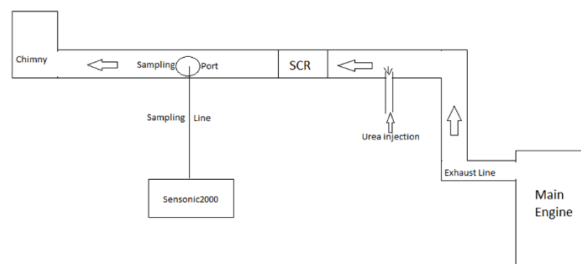 Chimny
Sampling Port
SCR
Sampling Line
Urea injection
Exhaust Line
Main
Engine
Sensonic2000